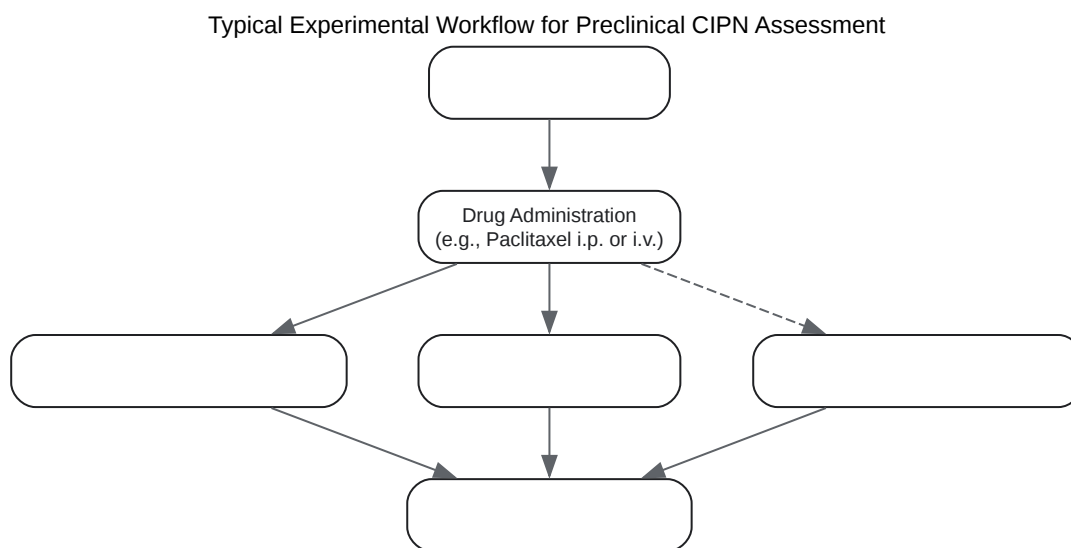 Typical Experimental Workflow for Preclinical CIPN Assessment
Drug Administration
(e.g., Paclitaxel i.p. or i.v.)